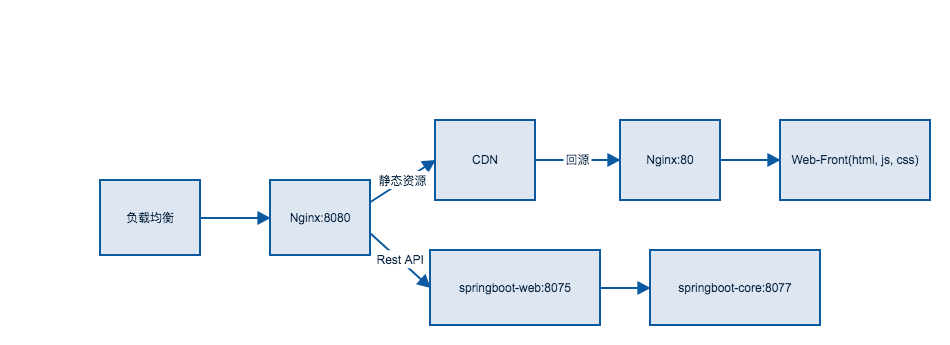 负载均衡
Nginx:8080
静态资源
CDN
回源
Nginx:80
Web-Front(html, js, css)
Rest API
springboot-web:8075
springboot-core:8077